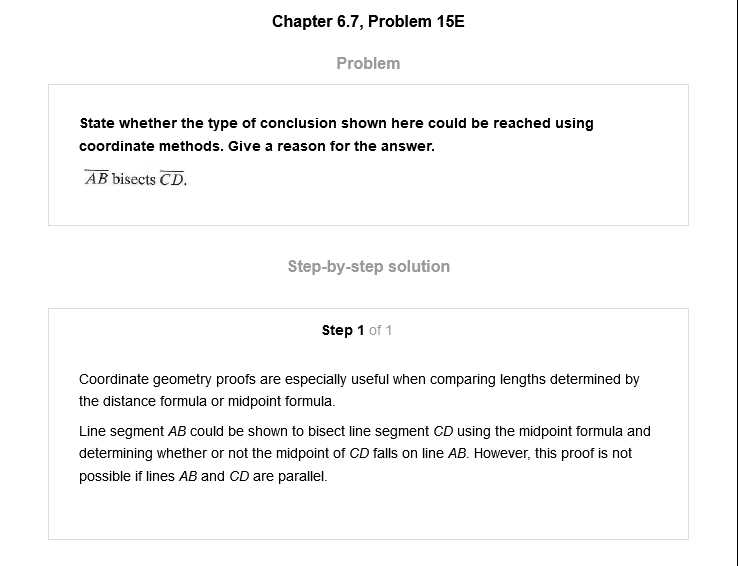 Chapter 6.7, Problem 15E
Problem
State whether the type of conclusion shown here could be reached using
coordinate methods. Give a reason for the answer.
A̅B̅ bisects C̅D̅.
Step-by-step solution
Step 1 of 1
Coordinate geometry proofs are especially useful when comparing lengths determined by
the distance formula or midpoint formula.
Line segment AB could be shown to bisect line segment CD using the midpoint formula and
determining whether or not the midpoint of CD falls on line AB. However, this proof is not
possible if lines AB and CD are parallel.